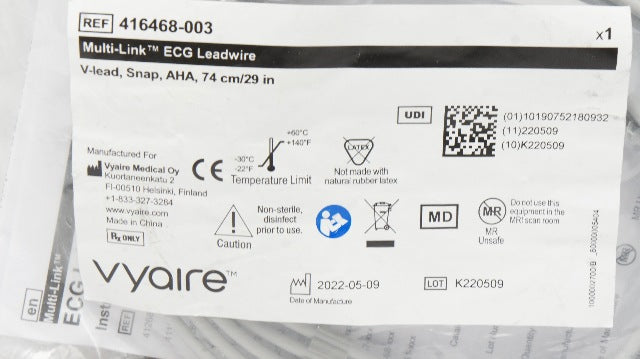 REF 416468-003
x1
Multi-Link™ ECG Leadwire
V-lead, Snap, AHA, 74 cm/29 in
UDI
(01)10190752180932
(11)220509
(10)K220509
Manufactured For
Vyaire Medical Oy
Kuortaneenkatu 2
FI-00510 Helsinki, Finland
+1-833-327-3284
www.vyaire.com
Made in China
Rx ONLY
CE
-30°C
-22°F
+60°C
+140°F
Temperature Limit
LATEX
Not made with
natural rubber latex
Caution
Non-sterile,
disinfect
prior to use.
MD
MR
MR
Unsafe
Do not use this
equipment in the
MRI scan room
vyaire™
2022-05-09
Date of Manufacture
LOT K220509
en
Multi-Link™
ECG
Inst
REF